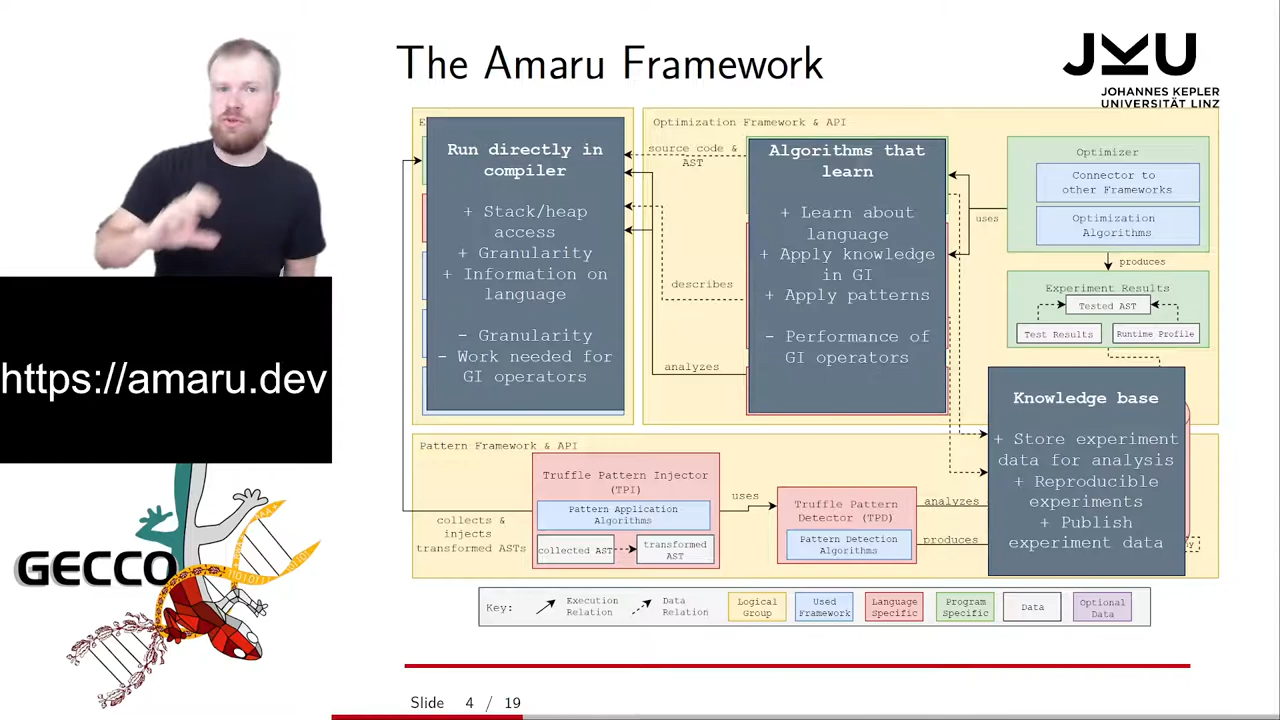 The Amaru Framework
JKU
JOHANNES KEPLER
UNIVERSITÄT LINZ
E
Optimization Framework & API
Run directly in
compiler
+ Stack/heap
access
+ Granularity
+ Information on
language
- Granularity
- Work needed for
GI operators
source code &
AST
describes
analyzes
Algorithms that
learn
+ Learn about
language
+ Apply knowledge
in GI
+ Apply patterns
- Performance of
GI operators
uses
Optimizer
Connector to
other Frameworks
Optimization
Algorithms
produces
Experiment Results
Tested AST
Test Results
Runtime Profile
Knowledge base
+ Store experiment
data for analysis
+ Reproducible
experiments
+ Publish
experiment data
Pattern Framework & API
Truffle Pattern Injector
(TPI)
Pattern Application
Algorithms
collected AST
transformed
AST
collects &
injects
transformed ASTs
uses
Truffle Pattern
Detector (TPD)
Pattern Detection
Algorithms
analyzes
produces
Key:
Execution
Relation
Data
Relation
Logical
Group
Used
Framework
Language
Specific
Program
Specific
Data
Optional
Data
https://amaru.dev
GECCO
Slide 4 / 19